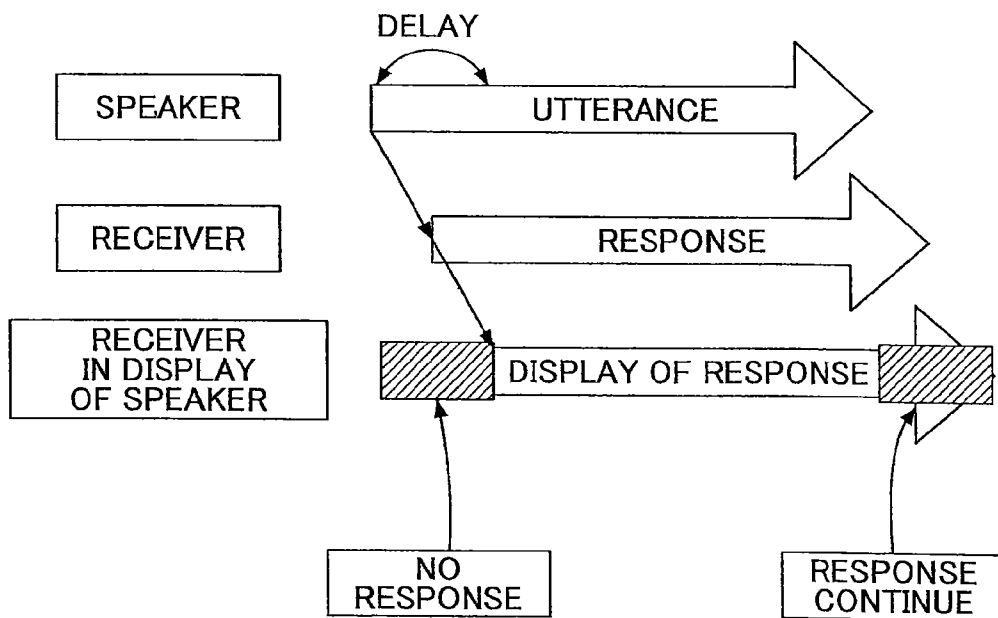 DELAY
SPEAKER
UTTERANCE
RECEIVER
RESPONSE
RECEIVER
IN DISPLAY
OF SPEAKER
DISPLAY OF RESPONSE
NO
RESPONSE
RESPONSE
CONTINUE